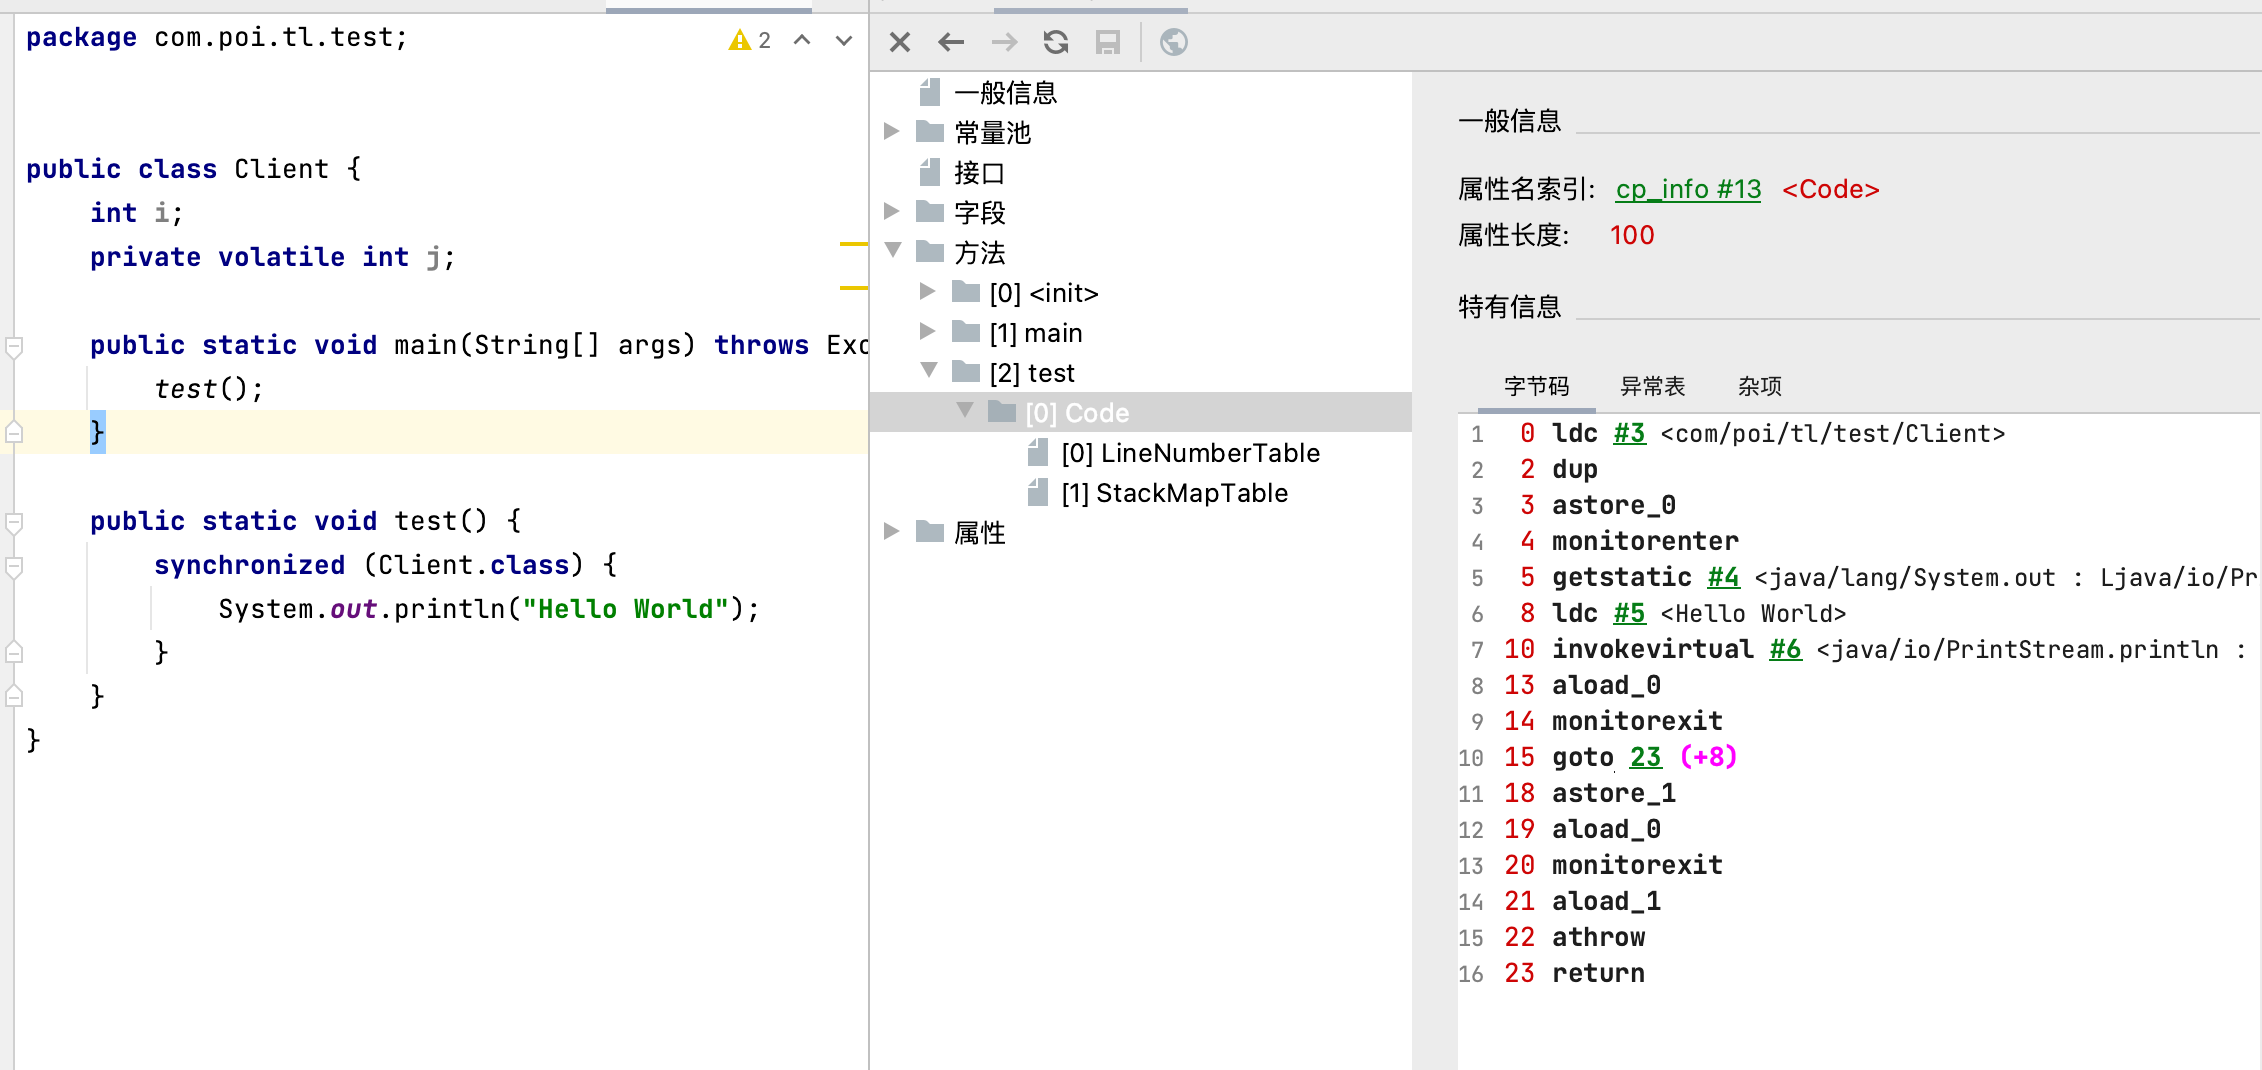 package com.poi.tl.test;
2
public class Client {
int i;
private volatile int j;
public static void main(String[] args) throws Exc
test();
}
public static void test() {
synchronized (Client.class) {
System.out.println("Hello World");
}
}
}
一般信息
常量池
接口
字段
方法
[0] <init>
[1] main
[2] test
[0] Code
[0] LineNumberTable
[1] StackMapTable
属性
一般信息
属性名索引: cp_info #13 <Code>
属性长度: 100
特有信息
字节码 异常表 杂项
1 0 ldc #3 <com/poi/tl/test/Client>
2 2 dup
3 3 astore_0
4 4 monitorenter
5 5 getstatic #4 <java/lang/System.out : Ljava/io/Pr
6 8 ldc #5 <Hello World>
7 10 invokevirtual #6 <java/io/PrintStream.println :
8 13 aload_0
9 14 monitorexit
10 15 goto 23 (+8)
11 18 astore_1
12 19 aload_0
13 20 monitorexit
14 21 aload_1
15 22 athrow
16 23 return